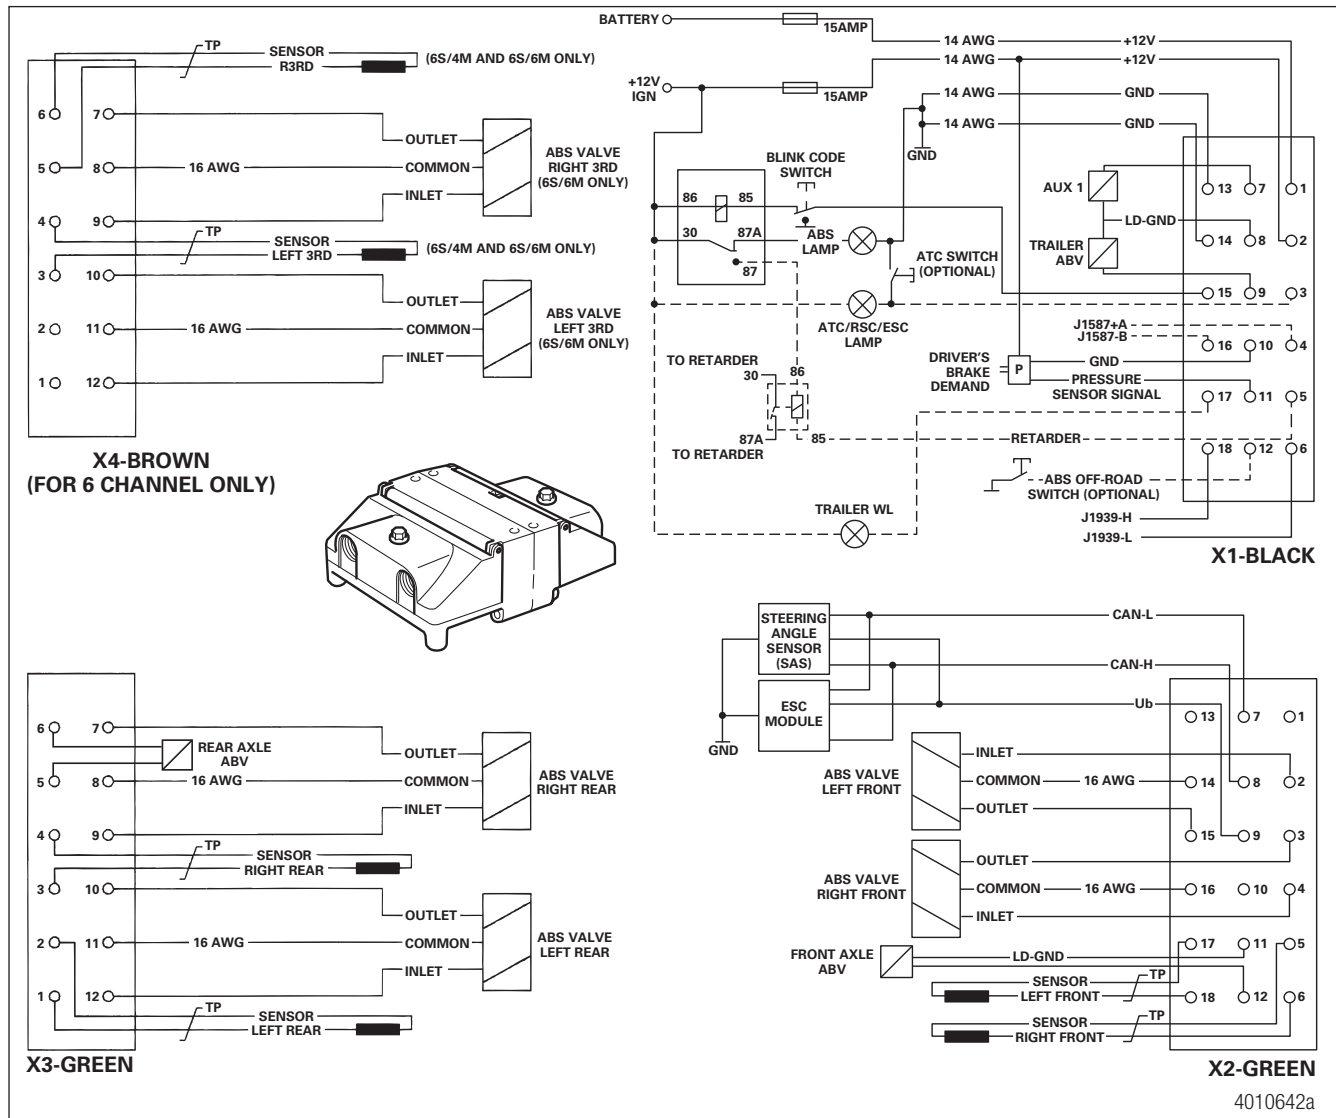 TP
SENSOR
R3RD
(6S/4M AND 6S/6M ONLY)
6
7
OUTLET
5
8
16 AWG
COMMON
ABS VALVE
RIGHT 3RD
(6S/6M ONLY)
INLET
4
9
TP
SENSOR
LEFT 3RD
(6S/4M AND 6S/6M ONLY)
3
10
OUTLET
2
11
16 AWG
COMMON
ABS VALVE
LEFT 3RD
(6S/6M ONLY)
INLET
1
12
X4-BROWN
(FOR 6 CHANNEL ONLY)
BATTERY
15AMP
14 AWG
+12V
+12V
IGN
15AMP
14 AWG
+12V
14 AWG
GND
14 AWG
GND
GND
BLINK CODE
SWITCH
86
85
30
87A
87
ABS
LAMP
ATC SWITCH
(OPTIONAL)
ATC/RSC/ESC
LAMP
AUX 1
LD-GND
TRAILER
ABV
13
7
1
14
8
2
15
9
3
J1587+A
J1587-B
16
10
4
DRIVER'S
BRAKE
DEMAND
P
GND
PRESSURE
SENSOR SIGNAL
17
11
5
TO RETARDER
30
86
87A
85
TO RETARDER
RETARDER
18
12
6
ABS OFF-ROAD
SWITCH (OPTIONAL)
TRAILER WL
J1939-H
J1939-L
X1-BLACK
6
7
REAR AXLE
ABV
OUTLET
5
8
16 AWG
COMMON
ABS VALVE
RIGHT REAR
INLET
4
9
TP
SENSOR
RIGHT REAR
3
10
OUTLET
2
11
16 AWG
COMMON
ABS VALVE
LEFT REAR
INLET
1
12
TP
SENSOR
LEFT REAR
X3-GREEN
STEERING
ANGLE
SENSOR
(SAS)
CAN-L
CAN-H
ESC
MODULE
Ub
GND
13
7
1
INLET
ABS VALVE
LEFT FRONT
COMMON
16 AWG
14
8
2
OUTLET
15
9
3
OUTLET
ABS VALVE
RIGHT FRONT
COMMON
16 AWG
16
10
4
INLET
17
11
5
FRONT AXLE
ABV
LD-GND
SENSOR
LEFT FRONT
TP
18
12
6
SENSOR
RIGHT FRONT
TP
X2-GREEN
4010642a